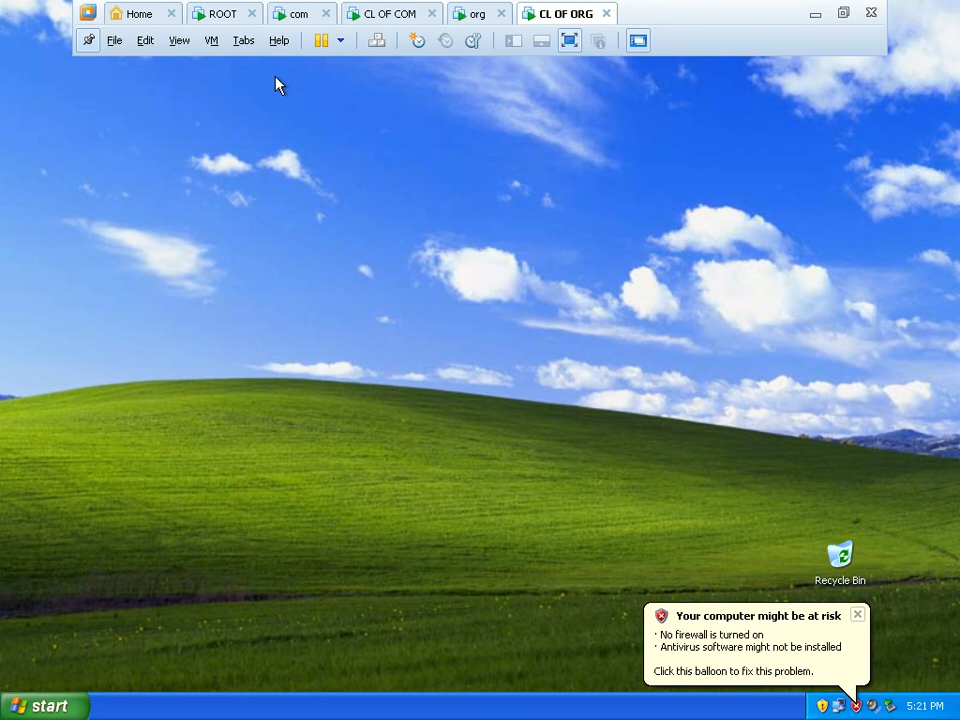 Home ROOT com CL OF COM org CL OF ORG
File Edit View VM Tabs Help
Recycle Bin
Your computer might be at risk
· No firewall is turned on
· Antivirus software might not be installed
Click this balloon to fix this problem.
start 5:21 PM